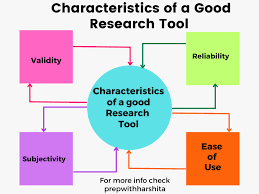 Characteristics of a Good
Research Tool
Validity
Reliability
Characteristics
of a good
Research
Tool
Subjectivity
Ease
of
Use
For more info check
prepwithharshita